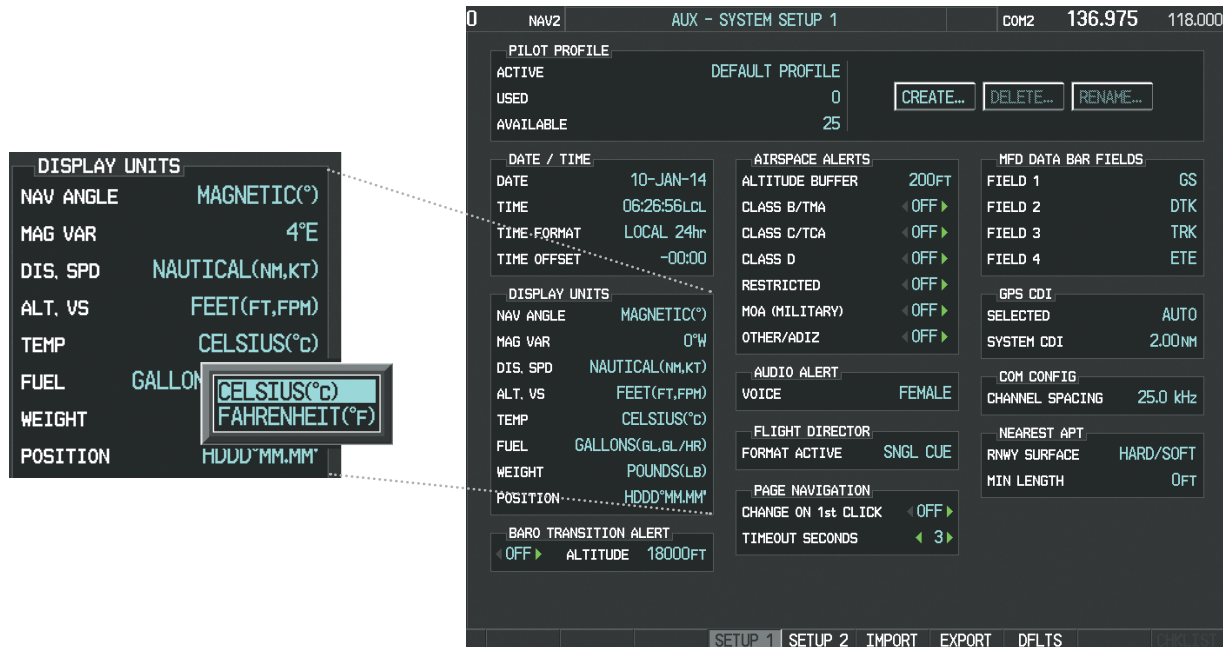 DISPLAY UNITS
NAV ANGLE MAGNETIC(°)
MAG VAR 4°E
DIS, SPD NAUTICAL(NM,KT)
ALT, VS FEET(FT,FPM)
TEMP CELSIUS(°C)
FUEL
WEIGHT
POSITION HDDD°MM.MM'
CELSIUS(°C)
FAHRENHEIT(°F)
0 NAV2 AUX - SYSTEM SETUP 1 COM2 136.975 118.000
PILOT PROFILE
ACTIVE DEFAULT PROFILE
USED 0
AVAILABLE 25
CREATE... DELETE... RENAME...
DATE / TIME
DATE 10-JAN-14
TIME 06:26:56LCL
TIME FORMAT LOCAL 24hr
TIME OFFSET -00:00
DISPLAY UNITS
NAV ANGLE MAGNETIC(°)
MAG VAR 0°W
DIS, SPD NAUTICAL(NM,KT)
ALT, VS FEET(FT,FPM)
TEMP CELSIUS(°C)
FUEL GALLONS(GL,GL/HR)
WEIGHT POUNDS(LB)
POSITION HDDD°MM.MM'
BARO TRANSITION ALERT
OFF ALTITUDE 18000FT
AIRSPACE ALERTS
ALTITUDE BUFFER 200FT
CLASS B/TMA OFF
CLASS C/TCA OFF
CLASS D OFF
RESTRICTED OFF
MOA (MILITARY) OFF
OTHER/ADIZ OFF
AUDIO ALERT
VOICE FEMALE
FLIGHT DIRECTOR
FORMAT ACTIVE SNGL CUE
PAGE NAVIGATION
CHANGE ON 1st CLICK OFF
TIMEOUT SECONDS 3
MFD DATA BAR FIELDS
FIELD 1 GS
FIELD 2 DTK
FIELD 3 TRK
FIELD 4 ETE
GPS CDI
SELECTED AUTO
SYSTEM CDI 2.00NM
COM CONFIG
CHANNEL SPACING 25.0 kHz
NEAREST APT
RNWY SURFACE HARD/SOFT
MIN LENGTH 0FT
SETUP 1 SETUP 2 IMPORT EXPORT DFLTS CHKLIST